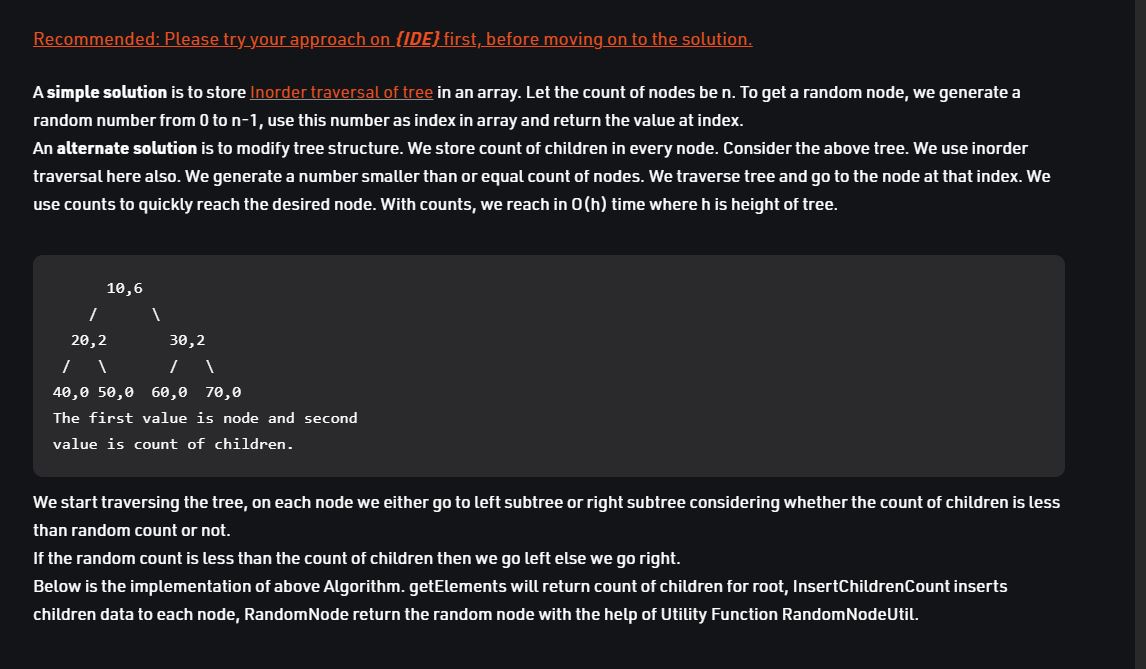 Recommended: Please try your approach on {IDE} first, before moving on to the solution.
A simple solution is to store Inorder traversal of tree in an array. Let the count of nodes be n. To get a random node, we generate a
random number from 0 to n-1, use this number as index in array and return the value at index.
An alternate solution is to modify tree structure. We store count of children in every node. Consider the above tree. We use inorder
traversal here also. We generate a number smaller than or equal count of nodes. We traverse tree and go to the node at that index. We
use counts to quickly reach the desired node. With counts, we reach in O(h) time where h is height of tree.
10,6
/ \
20,2 30,2
/ \ / \
40,0 50,0 60,0 70,0
The first value is node and second
value is count of children.
We start traversing the tree, on each node we either go to left subtree or right subtree considering whether the count of children is less
than random count or not.
If the random count is less than the count of children then we go left else we go right.
Below is the implementation of above Algorithm. getElements will return count of children for root, InsertChildrenCount inserts
children data to each node, RandomNode return the random node with the help of Utility Function RandomNodeUtil.